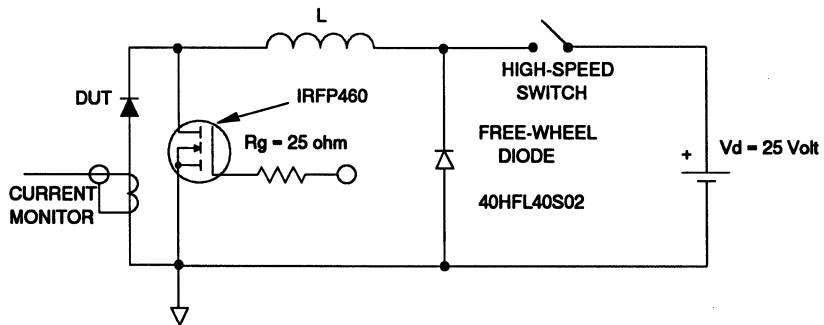 L
HIGH-SPEED
SWITCH
DUT
IRFP460
Rg = 25 ohm
FREE-WHEEL
DIODE
+
Vd = 25 Volt
CURRENT
MONITOR
40HFL40S02